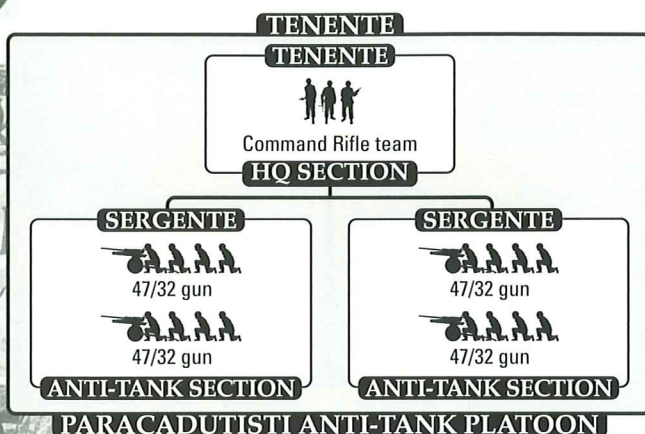 TENENTE
TENENTE
Command Rifle team
HQ SECTION
SERGENTE
47/32 gun
47/32 gun
ANTI-TANK SECTION
SERGENTE
47/32 gun
47/32 gun
ANTI-TANK SECTION
PARACADUTISTI ANTI-TANK PLATOON